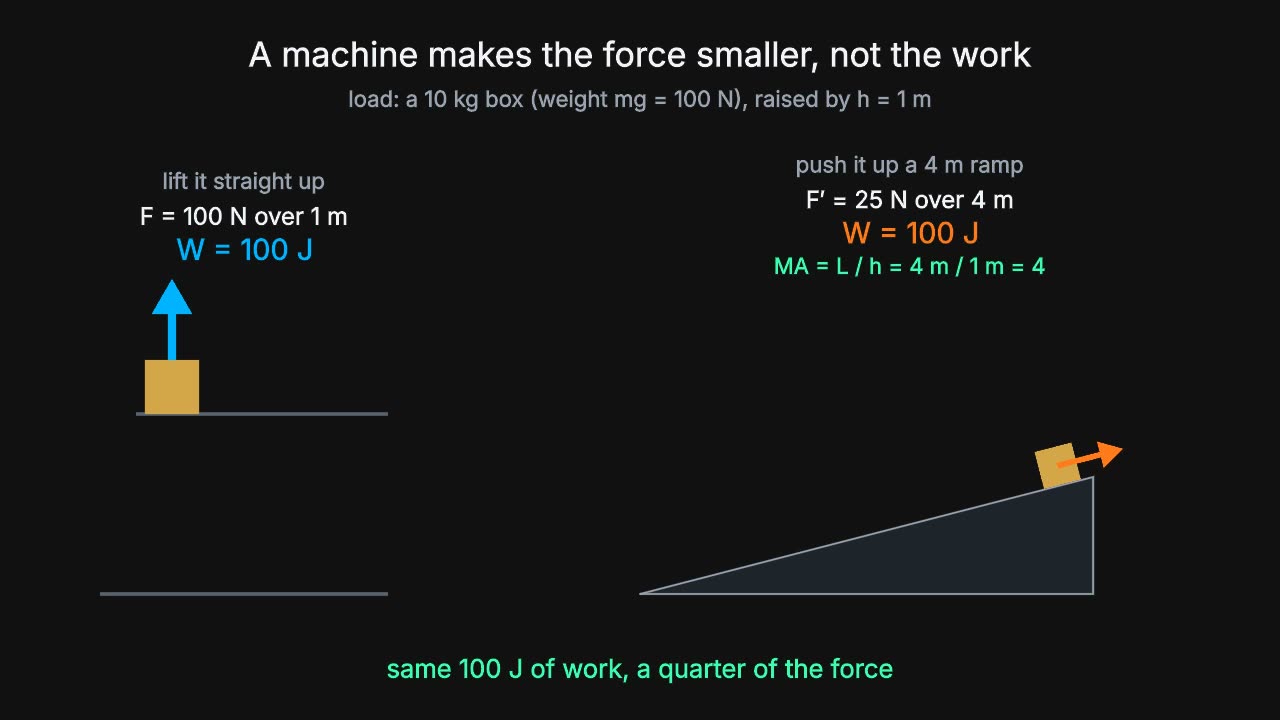 A machine makes the force smaller, not the work
load: a 10 kg box (weight mg = 100 N), raised by h = 1 m
lift it straight up
F = 100 N over 1 m
W = 100 J
push it up a 4 m ramp
F′ = 25 N over 4 m
W = 100 J
MA = L / h = 4 m / 1 m = 4
same 100 J of work, a quarter of the force